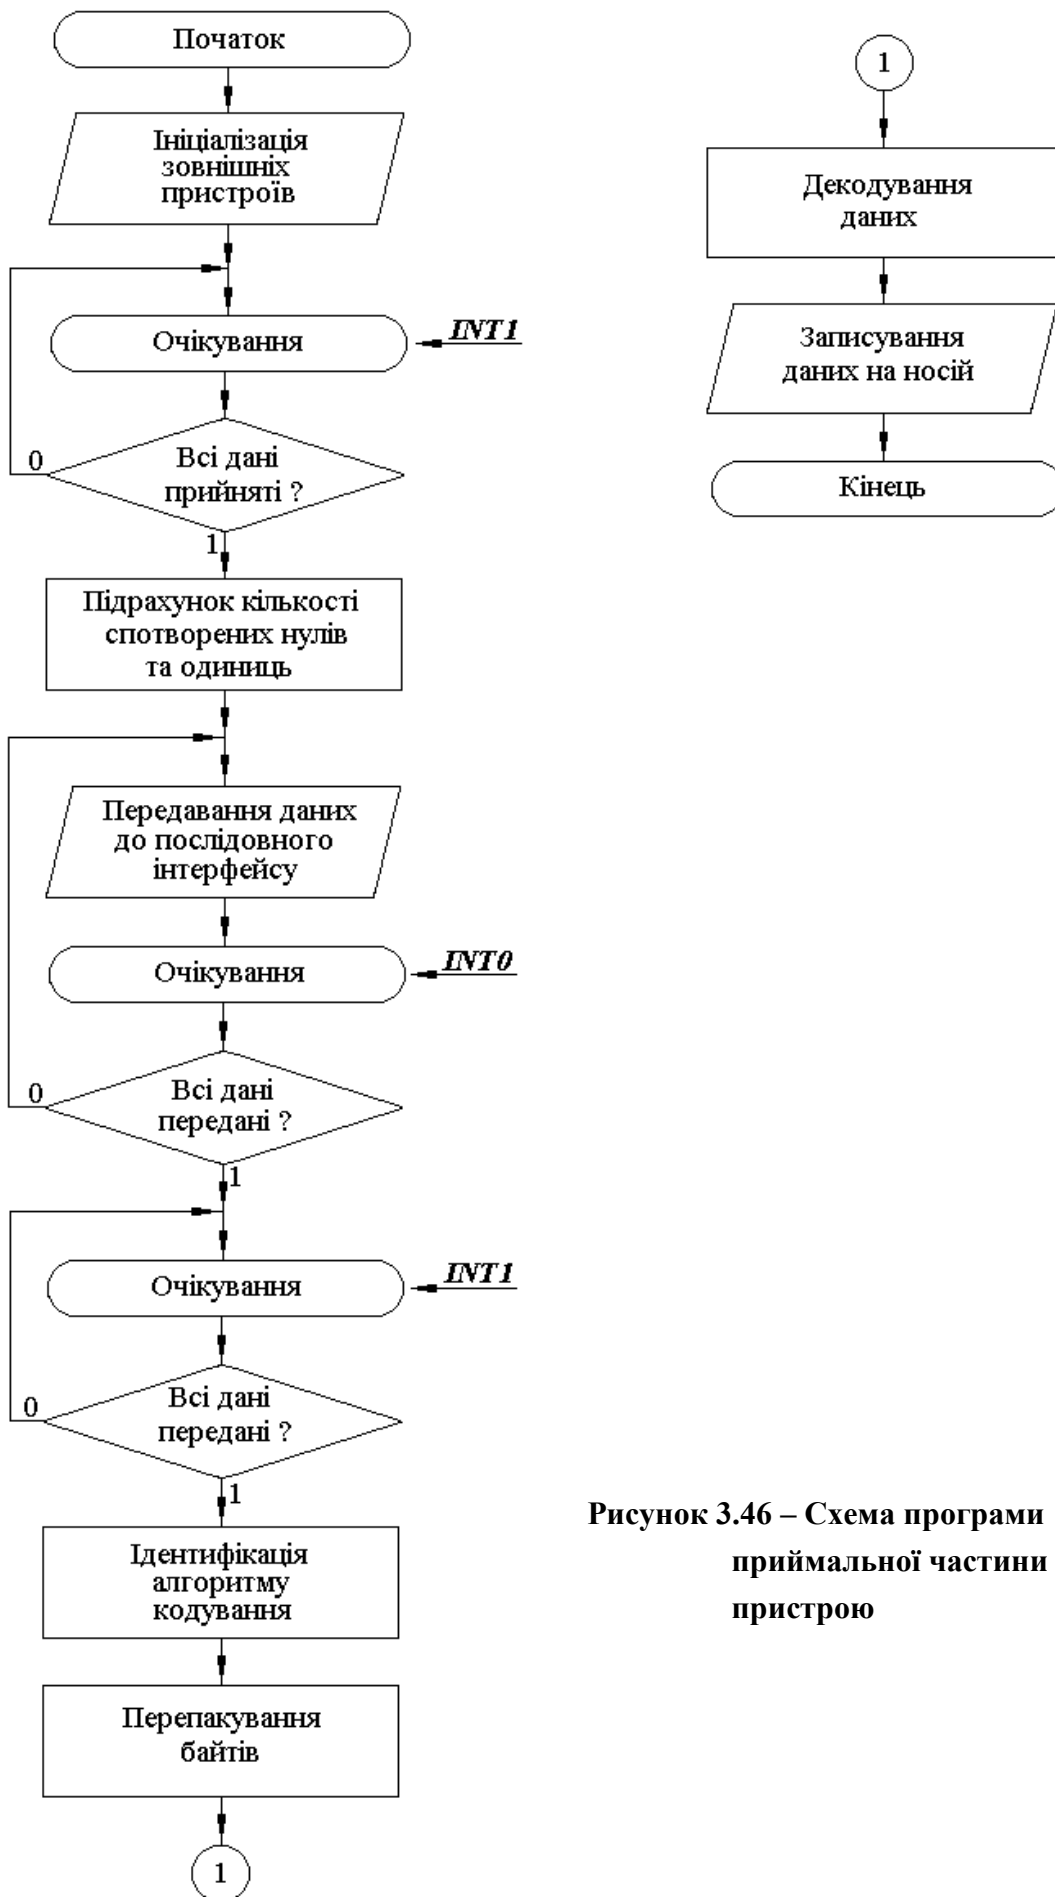 Початок
Ініціалізація
зовнішніх
пристроїв
Очікування
INT1
Всі дані
прийняті ?
0
1
Підрахунок кількості
спотворених нулів
та одиниць
Передавання даних
до послідовного
інтерфейсу
Очікування
INT0
Всі дані
передані ?
0
1
Очікування
INT1
Всі дані
передані ?
0
1
Ідентифікація
алгоритму
кодування
Перепакування
байтів
1
1
Декодування
даних
Записування
даних на носій
Кінець
Рисунок 3.46 – Схема програми
приймальної частини
пристрою